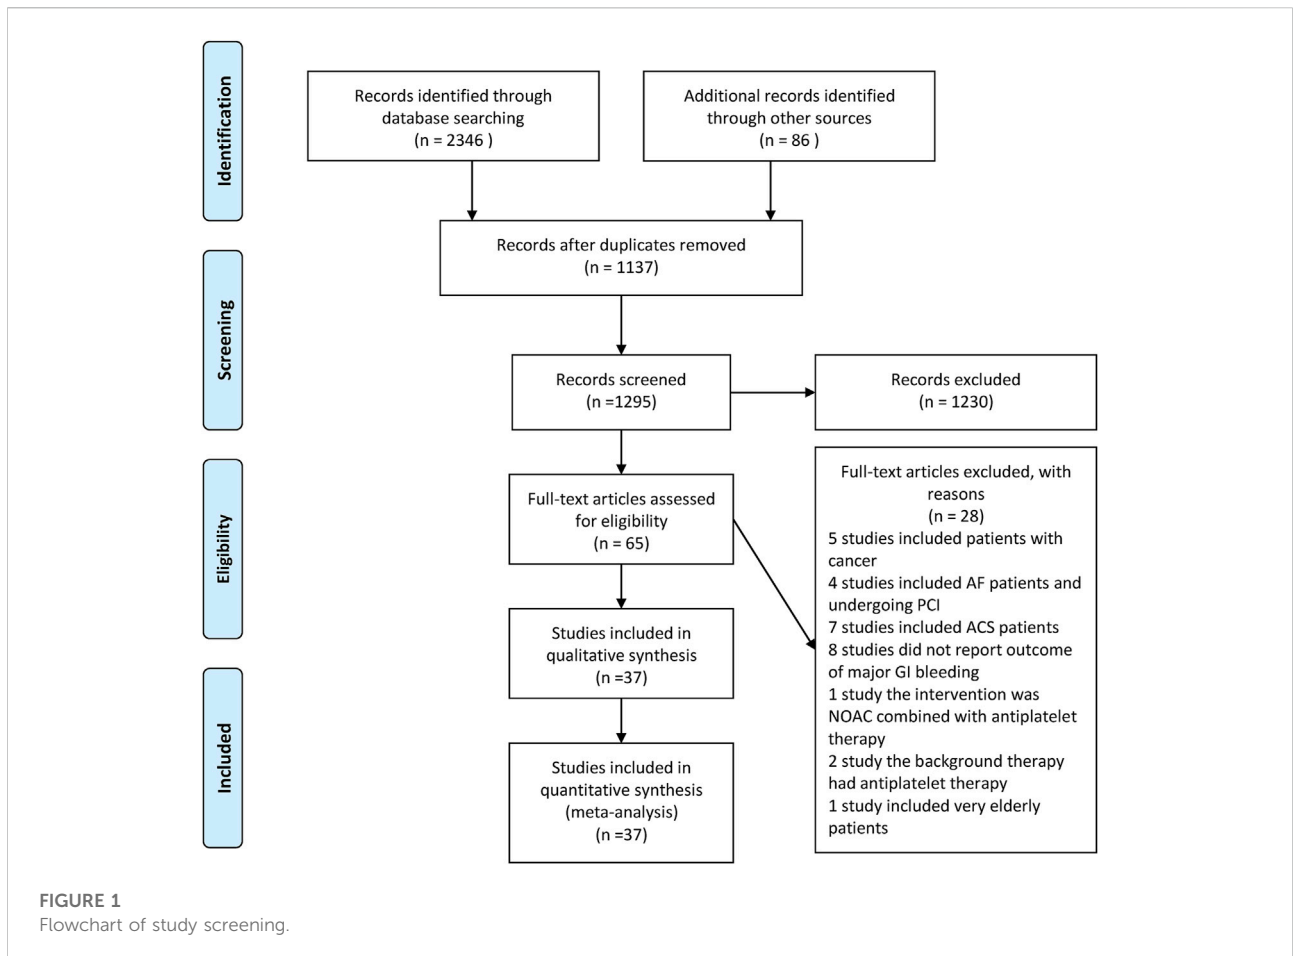 Identification
Records identified through
database searching
(n = 2346 )
Additional records identified
through other sources
(n = 86 )
Records after duplicates removed
(n = 1137)
Screening
Records screened
(n =1295)
Records excluded
(n = 1230)
Eligibility
Full-text articles assessed
for eligibility
(n = 65)
Full-text articles excluded, with
reasons
(n = 28)
5 studies included patients with
cancer
4 studies included AF patients and
undergoing PCI
7 studies included ACS patients
8 studies did not report outcome
of major GI bleeding
1 study the intervention was
NOAC combined with antiplatelet
therapy
2 study the background therapy
had antiplatelet therapy
1 study included very elderly
patients
Studies included in
qualitative synthesis
(n =37)
Included
Studies included in
quantitative synthesis
(meta-analysis)
(n =37)
FIGURE 1
Flowchart of study screening.